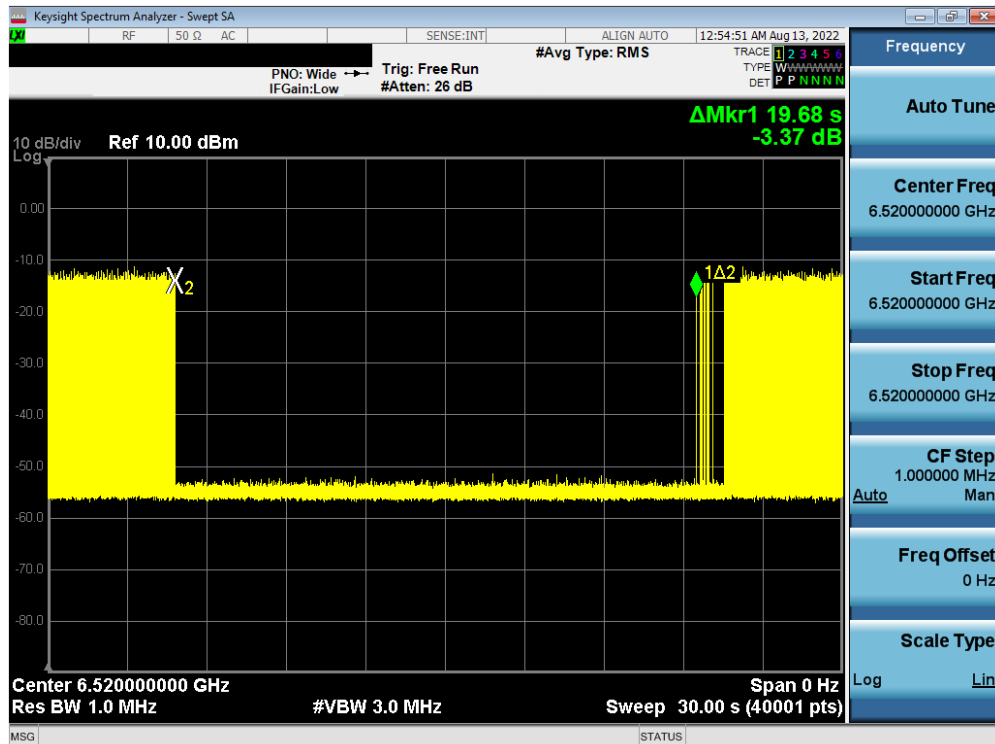 Keysight Spectrum Analyzer - Swept SA
LXI RF 50 Ω AC SENSE:INT ALIGN AUTO 12:54:51 AM Aug 13, 2022
#Avg Type: RMS
TRACE 1 2 3 4 5 6
TYPE W W W W W W
DET P P N N N N
PNO: Wide
IFGain:Low
Trig: Free Run
#Atten: 26 dB
ΔMkr1 19.68 s
-3.37 dB
10 dB/div Ref 10.00 dBm
Log
0.00
-10.0
-20.0
-30.0
-40.0
-50.0
-60.0
-70.0
-80.0
X2
1Δ2
Center 6.520000000 GHz Span 0 Hz
Res BW 1.0 MHz #VBW 3.0 MHz Sweep 30.00 s (40001 pts)
MSG STATUS
Frequency
Auto Tune
Center Freq
6.520000000 GHz
Start Freq
6.520000000 GHz
Stop Freq
6.520000000 GHz
CF Step
1.000000 MHz
Auto Man
Freq Offset
0 Hz
Scale Type
Log Lin